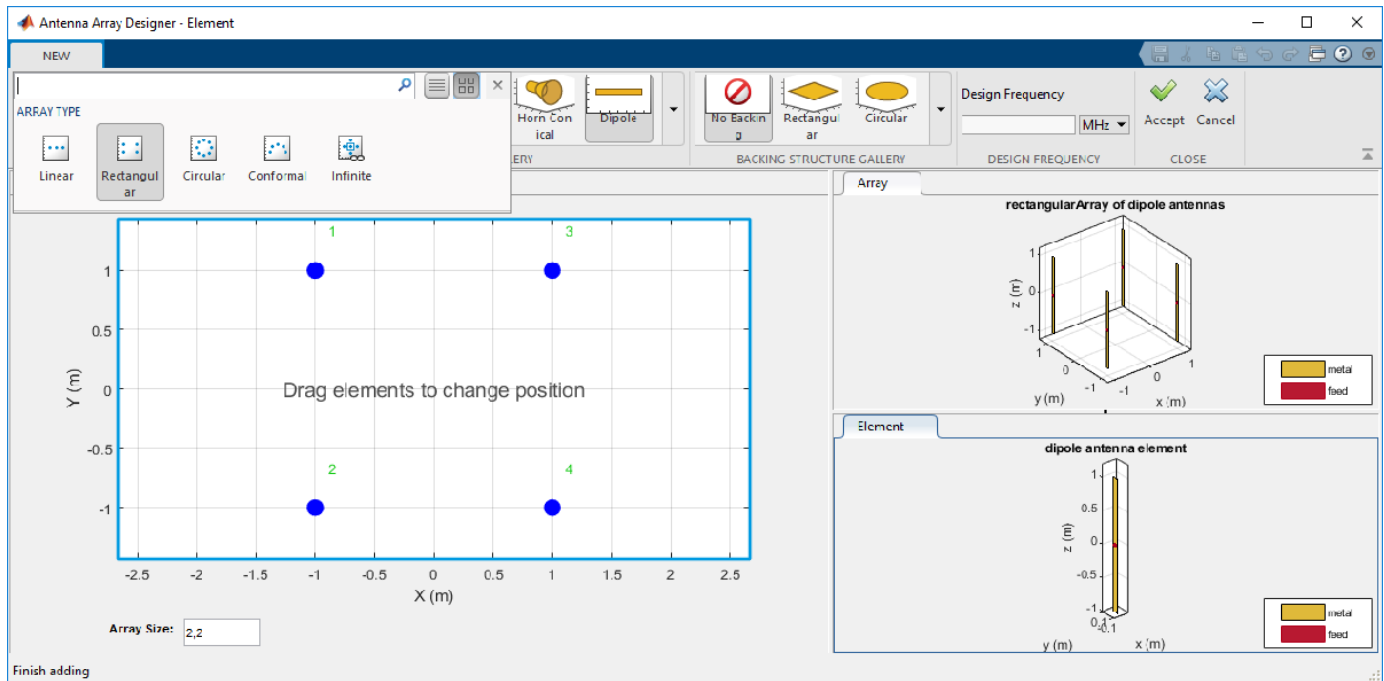 Antenna Array Designer - Element
NEW
ARRAY TYPE
Linear
Rectangul
ar
Circular
Conformal
Infinite
Horn Con
ical
Dipole
ERY
No Backin
g
Rectangul
ar
Circular
BACKING STRUCTURE GALLERY
Design Frequency
MHz
DESIGN FREQUENCY
Accept
Cancel
CLOSE
1
3
2
4
Drag elements to change position
1
0.5
0
-0.5
-1
Y (m)
-2.5 -2 -1.5 -1 -0.5 0 0.5 1 1.5 2 2.5
X (m)
Array Size: 2,2
Array
rectangularArray of dipole antennas
1
0
-1
z (m)
1
0
-1
y (m)
-1
0
1
x (m)
metal
feed
Element
dipole antenna element
1
0.5
0
-0.5
-1
z (m)
0.1
-0.1
y (m)
x (m)
metal
feed
Finish adding